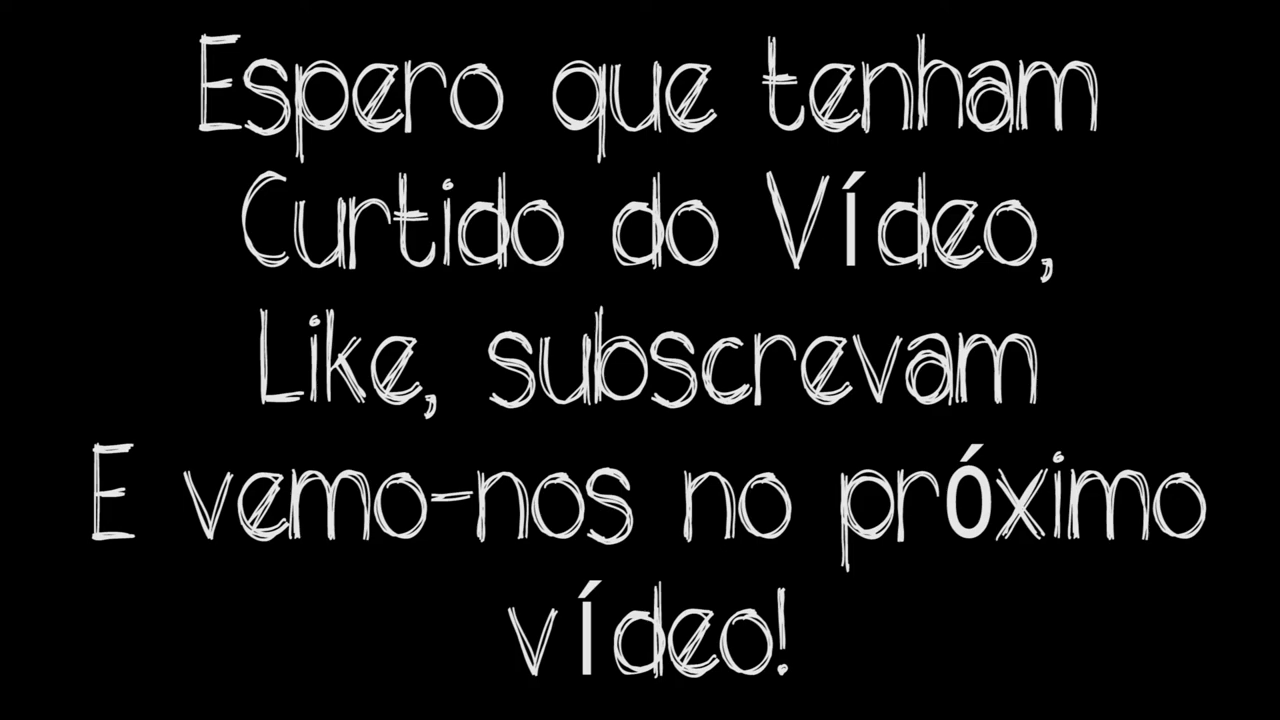 Espero que tenham
Curtido do Vídeo,
Like, subscrevam
E vemo-nos no próximo
vídeo!